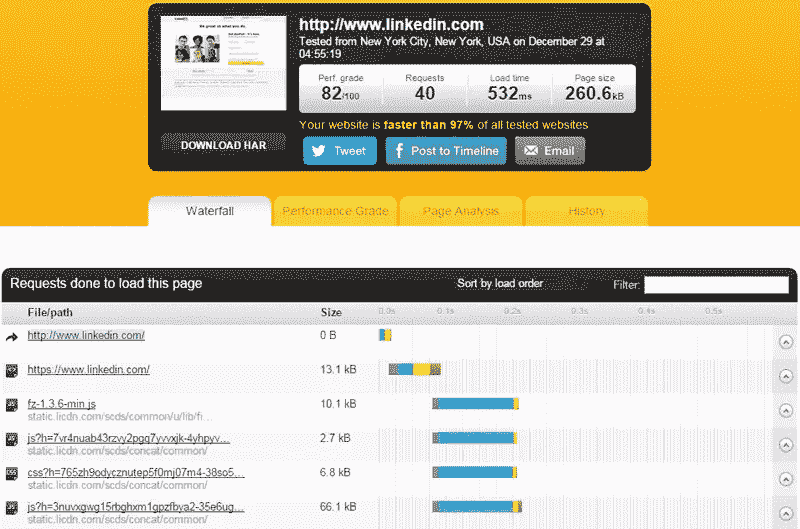 http://www.linkedin.com
Tested from New York City, New York, USA on December 29 at
04:55:19
Perf. grade Requests Load time Page size
82/100 40 532ms 260.6kB
Your website is faster than 97% of all tested websites
DOWNLOAD HAR Tweet Post to Timeline Email
Waterfall Performance Grade Page Analysis History
Requests done to load this page Sort by load order Filter:
File/path Size 0.0s 0.1s 0.2s 0.3s 0.4s 0.5s
http://www.linkedin.com/ 0 B
https://www.linkedin.com/ 13.1 kB
fz-1.3.6-min.js 10.1 kB
static.licdn.com/scds/common/u/lib/fi...
js?h=7vr4nuab43rzvy2pgq7yvvxjk-4yhpyv... 2.7 kB
static.licdn.com/scds/concat/common/
css?h=765zh9odycznutep5f0mj07m4-38so5... 6.8 kB
static.licdn.com/scds/concat/common/
js?h=3nuvxgwg15rbghxm1gpzfbya2-35e6ug... 66.1 kB
static.licdn.com/scds/concat/common/